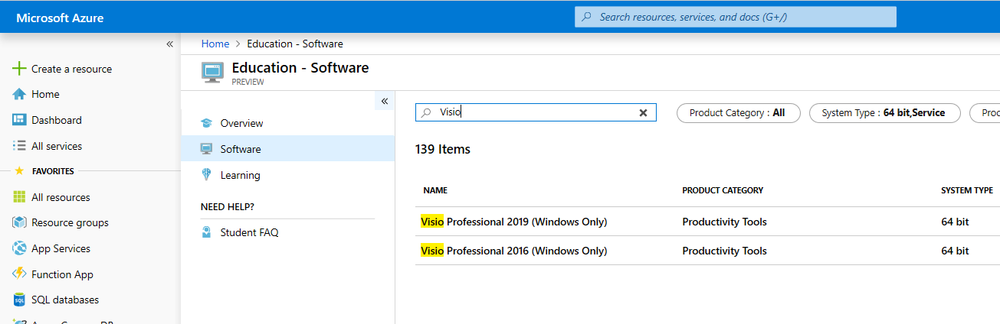 Microsoft Azure
Search resources, services, and docs (G+/)
«
Create a resource
Home
Dashboard
All services
FAVORITES
All resources
Resource groups
App Services
Function App
SQL databases
Home > Education - Software
Education - Software
PREVIEW
«
Overview
Software
Learning
NEED HELP?
Student FAQ
Visio
Product Category : All
System Type : 64 bit,Service
139 Items
NAME PRODUCT CATEGORY SYSTEM TYPE
Visio Professional 2019 (Windows Only) Productivity Tools 64 bit
Visio Professional 2016 (Windows Only) Productivity Tools 64 bit